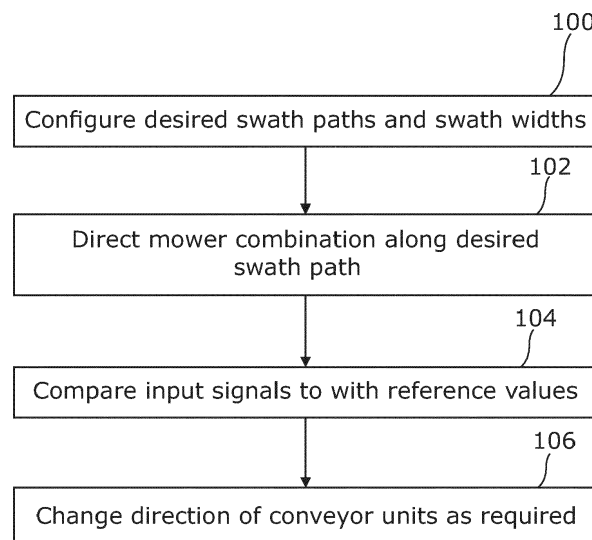 100
Configure desired swath paths and swath widths
102
Direct mower combination along desired
swath path
104
Compare input signals to with reference values
106
Change direction of conveyor units as required